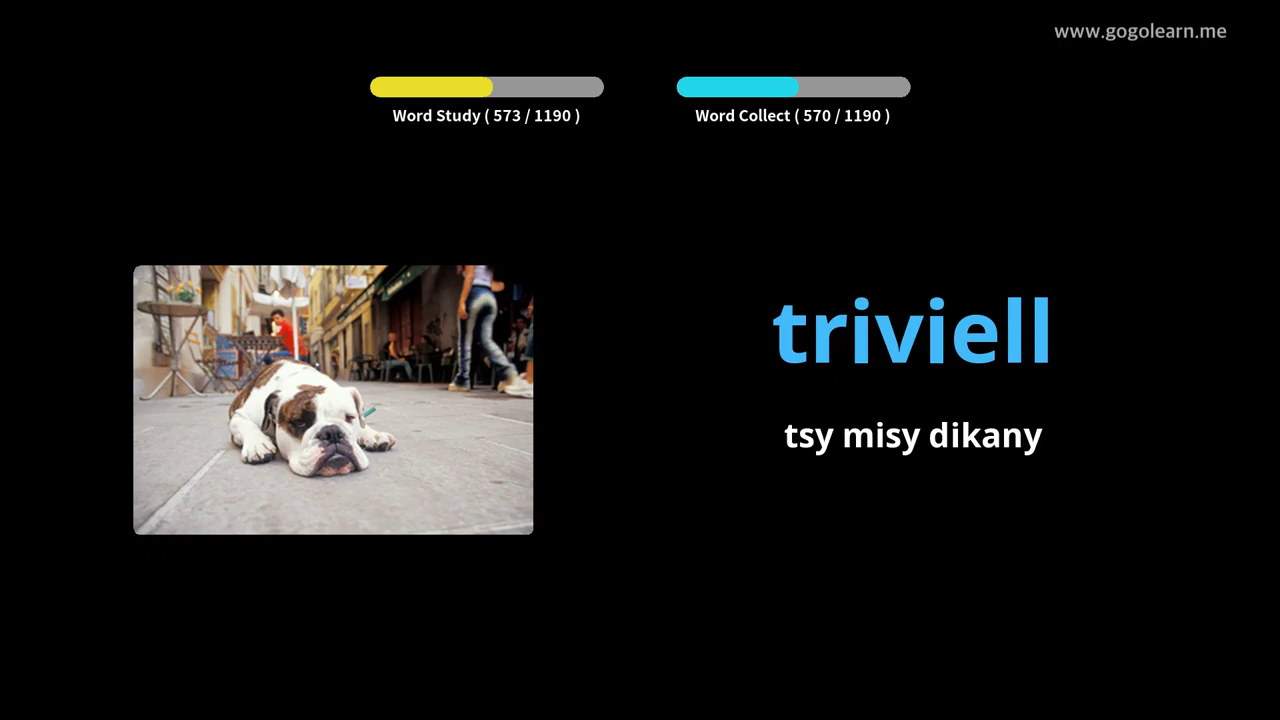 www.gogolearn.me
Word Study ( 573 / 1190 )
Word Collect ( 570 / 1190 )
triviell
tsy misy dikany